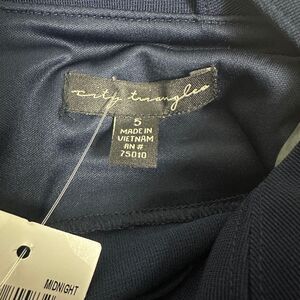 city triangles
5
MADE IN
VIETNAM
RN #
75010
MIDNIGHT